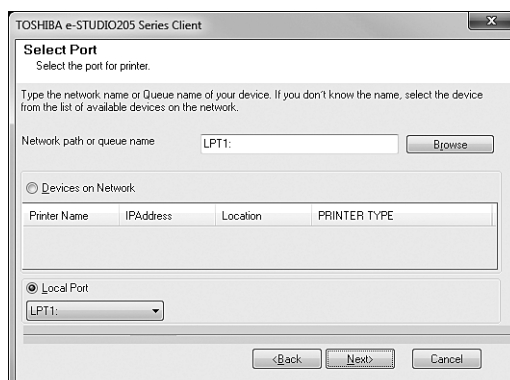 TOSHIBA e-STUDIO205 Series Client
X
Select Port
Select the port for printer.
Type the network name or Queue name of your device. If you don't know the name, select the device
from the list of available devices on the network.
Network path or queue name LPT1: Browse
Devices on Network
Printer Name IPAddress Location PRINTER TYPE
Local Port
LPT1:
<Back Next> Cancel